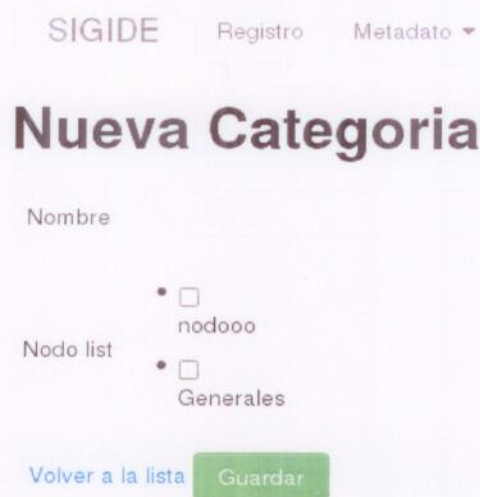 SIGIDE Registro Metadato
Nueva Categoria
Nombre
Nodo list
nodooo
Generales
Volver a la lista Guardar